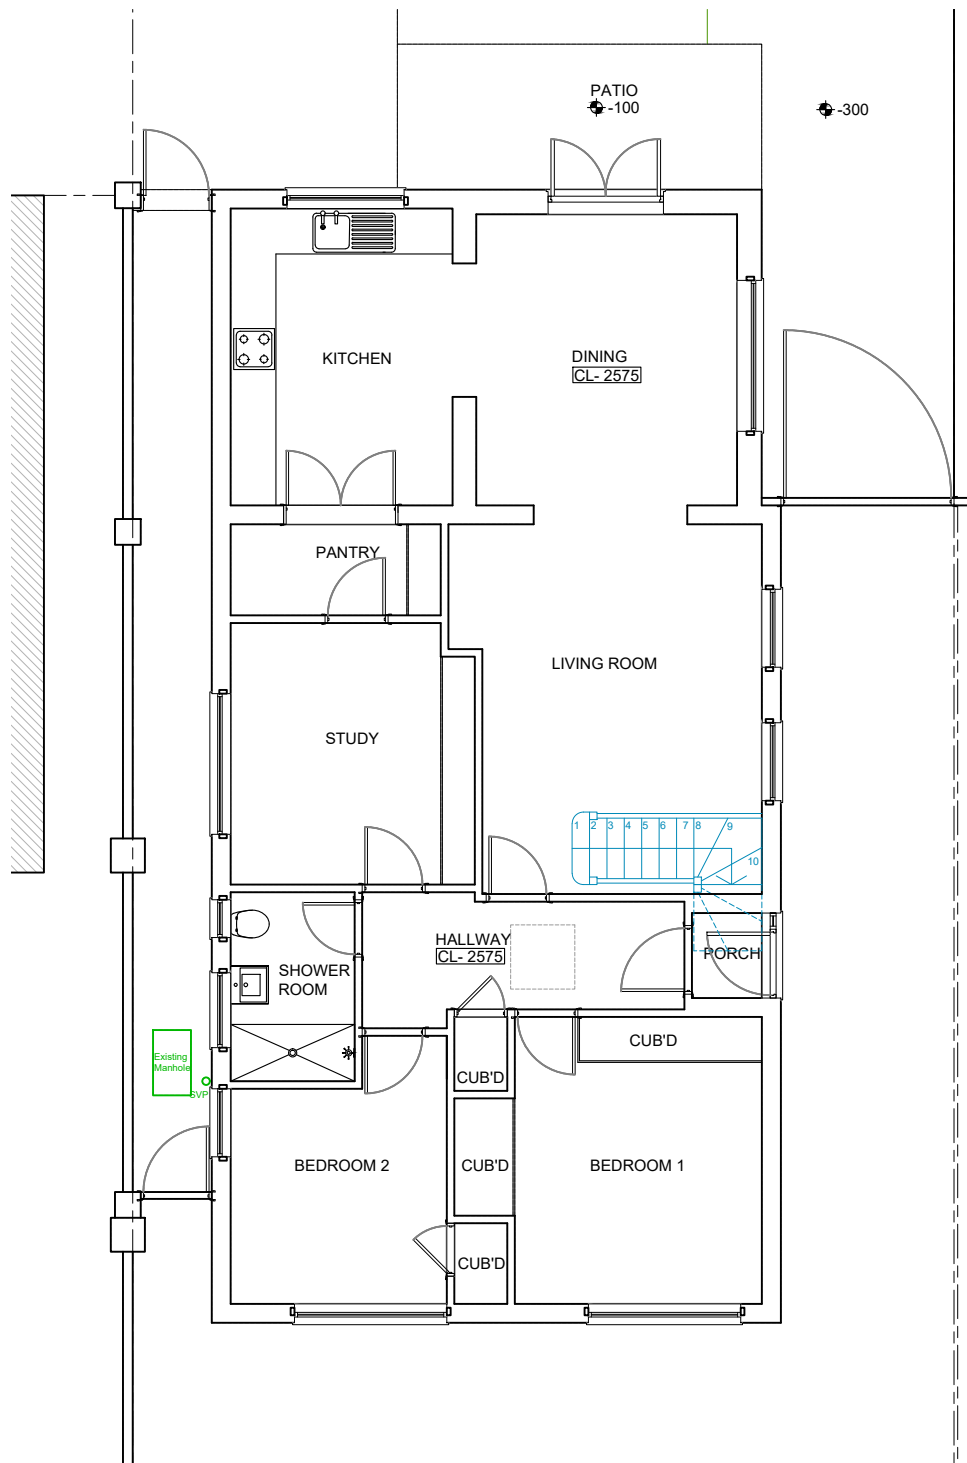 PATIO
-100
-300
KITCHEN
DINING
CL- 2575
PANTRY
LIVING ROOM
STUDY
1 2 3 4 5 6 7 8 9
10
HALLWAY
CL- 2575
PORCH
SHOWER
ROOM
CUB'D
Existing
Manhole
SVP
CUB'D
BEDROOM 2
CUB'D
BEDROOM 1
CUB'D